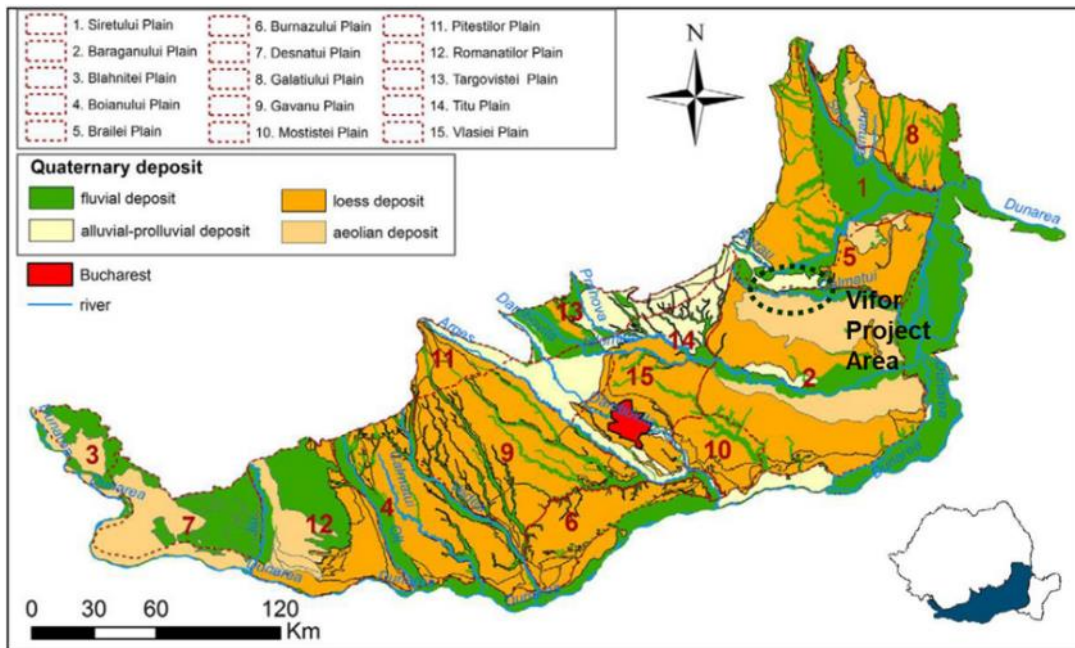 1. Siretului Plain
2. Baraganului Plain
3. Blahnitei Plain
4. Boianului Plain
5. Brailei Plain
6. Burnazului Plain
7. Desnatui Plain
8. Galatiului Plain
9. Gavanu Plain
10. Mostistei Plain
11. Pitestilor Plain
12. Romanatilor Plain
13. Targovistei Plain
14. Titu Plain
15. Vlasiei Plain
N
Quaternary deposit
fluvial deposit
loess deposit
alluvial-prolluvial deposit
aeolian deposit
Bucharest
river
8
1
Dunarea
5
Vifor
Project
Area
Prahova
13
14
Arges
11
15
2
Dunarea
3
9
10
4
Calmatui
Olt
6
7
12
Dunarea
0 30 60 120
Km